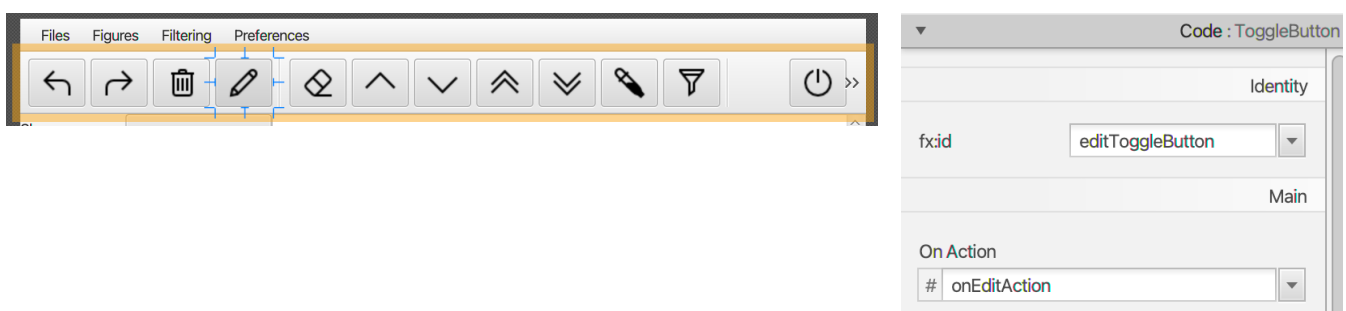 Files Figures Filtering Preferences
Code : ToggleButton
Identity
fx:id editToggleButton
Main
On Action
# onEditAction